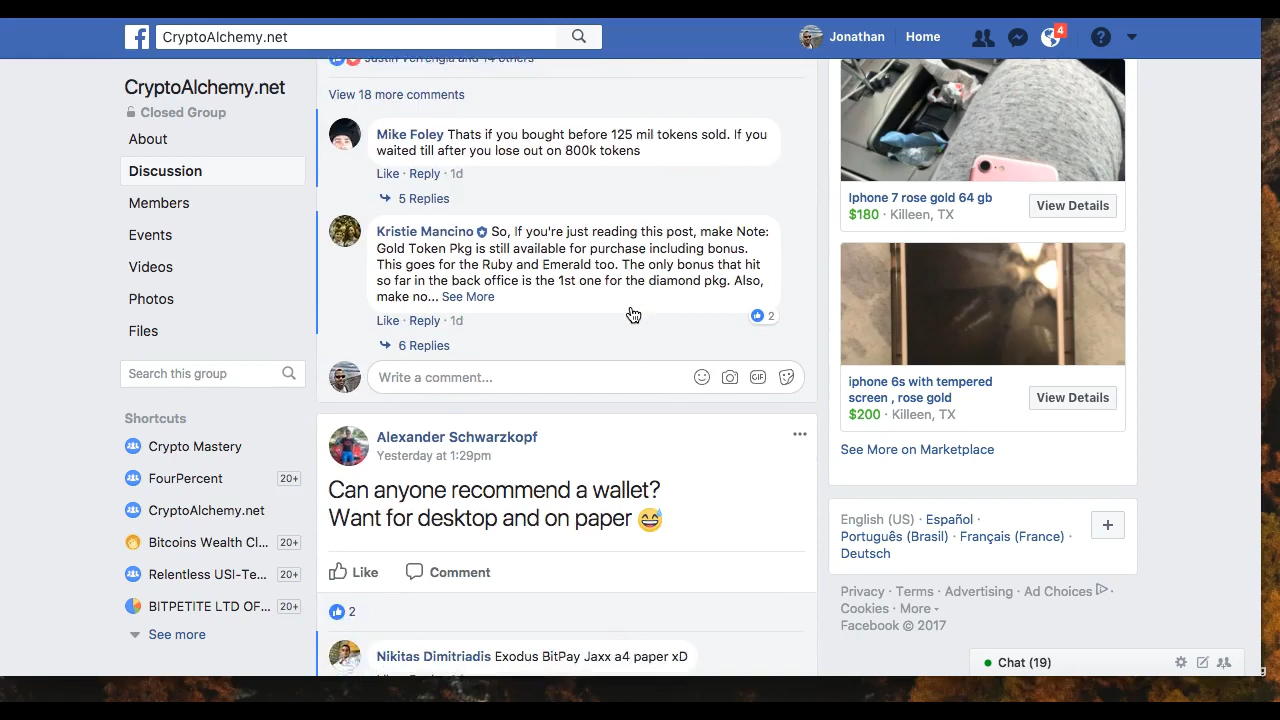 CryptoAlchemy.net
Jonathan
Home
4
CryptoAlchemy.net
Closed Group
About
Discussion
Members
Events
Videos
Photos
Files
Search this group
Shortcuts
Crypto Mastery
FourPercent 20+
CryptoAlchemy.net
Bitcoins Wealth Cl... 20+
Relentless USI-Te... 20+
BITPETITE LTD OF... 20+
See more
Justin Verrengia and 14 others
View 18 more comments
Mike Foley Thats if you bought before 125 mil tokens sold. If you
waited till after you lose out on 800k tokens
Like · Reply · 1d
5 Replies
Kristie Mancino So, If you're just reading this post, make Note:
Gold Token Pkg is still available for purchase including bonus.
This goes for the Ruby and Emerald too. The only bonus that hit
so far in the back office is the 1st one for the diamond pkg. Also,
make no... See More
2
Like · Reply · 1d
6 Replies
Write a comment...
GIF
Alexander Schwarzkopf
Yesterday at 1:29pm
Can anyone recommend a wallet?
Want for desktop and on paper 😅
Like Comment
2
Nikitas Dimitriadis Exodus BitPay Jaxx a4 paper xD
Iphone 7 rose gold 64 gb
$180 · Killeen, TX
View Details
iphone 6s with tempered
screen , rose gold
$200 · Killeen, TX
View Details
See More on Marketplace
English (US) · Español ·
Português (Brasil) · Français (France) ·
Deutsch
Privacy · Terms · Advertising · Ad Choices ·
Cookies · More
Facebook © 2017
Chat (19)